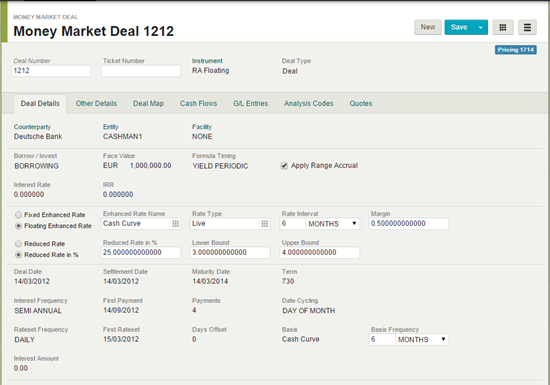 MONEY MARKET DEAL
Money Market Deal 1212
New Save
Pricing 1714
Deal Number Ticket Number Instrument Deal Type
1212 RA Floating Deal
Deal Details Other Details Deal Map Cash Flows G/L Entries Analysis Codes Quotes
Counterparty Entity Facility
Deutsche Bank CASHMAN1 NONE
Borrow / Invest Face Value Formula Timing
BORROWING EUR 1,000,000.00 YIELD PERIODIC Apply Range Accrual
Interest Rate IRR
0.000000 0.000000
Fixed Enhanced Rate Enhanced Rate Name Rate Type Rate Interval Margin
Floating Enhanced Rate Cash Curve Live 6 MONTHS 0.500000000000
Reduced Rate Reduced Rate in % Lower Bound Upper Bound
Reduced Rate in % 25.000000000000 3.000000000000 4.000000000000
Deal Date Settlement Date Maturity Date Term
14/03/2012 14/03/2012 14/03/2014 730
Interest Frequency First Payment Payments Date Cycling
SEMI ANNUAL 14/09/2012 4 DAY OF MONTH
Rateset Frequency First Rateset Days Offset Basis Basis Frequency
DAILY 15/03/2012 0 Cash Curve 6 MONTHS
Interest Amount
0.00